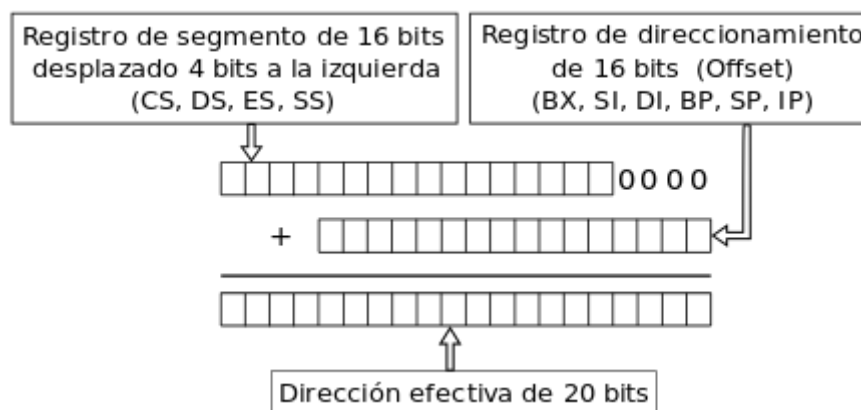 Registro de segmento de 16 bits
desplazado 4 bits a la izquierda
(CS, DS, ES, SS)
Registro de direccionamiento
de 16 bits (Offset)
(BX, SI, DI, BP, SP, IP)
0000
+
Dirección efectiva de 20 bits